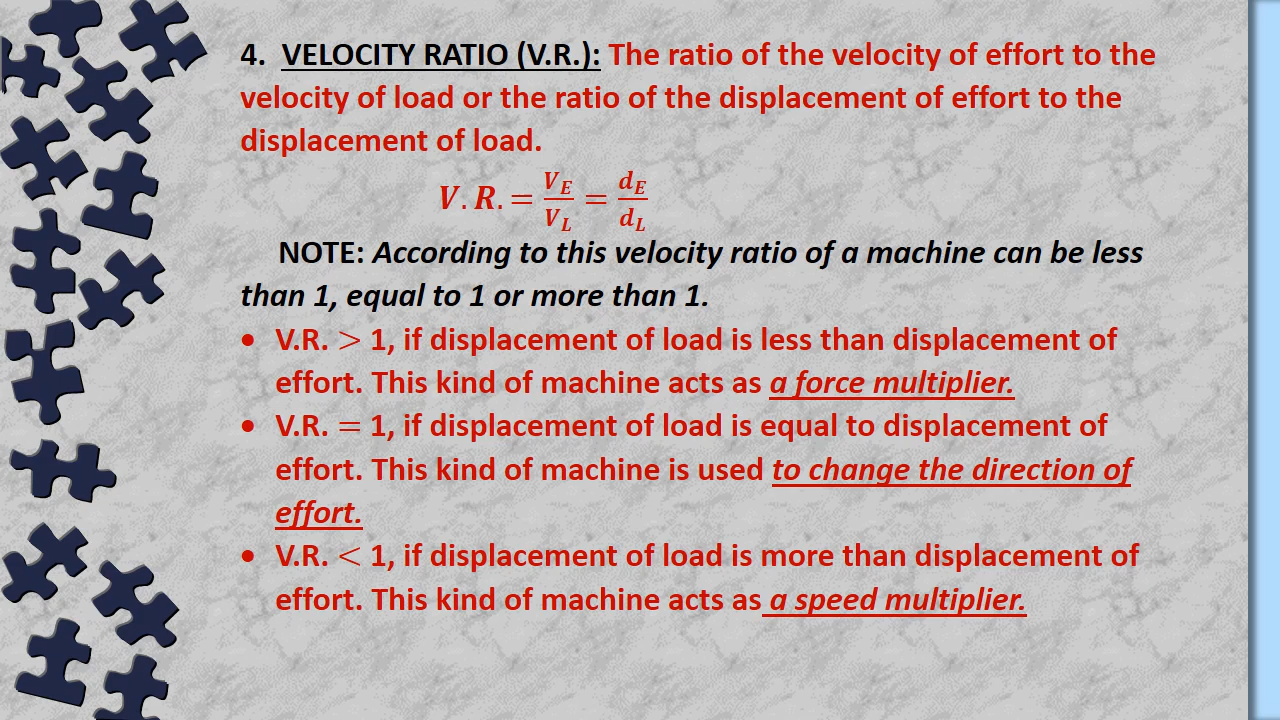 4. VELOCITY RATIO (V.R.): The ratio of the velocity of effort to the
velocity of load or the ratio of the displacement of effort to the
displacement of load.
V.R. = V_E/V_L = d_E/d_L
NOTE: According to this velocity ratio of a machine can be less
than 1, equal to 1 or more than 1.
• V.R. > 1, if displacement of load is less than displacement of
effort. This kind of machine acts as a force multiplier.
• V.R. = 1, if displacement of load is equal to displacement of
effort. This kind of machine is used to change the direction of
effort.
• V.R. < 1, if displacement of load is more than displacement of
effort. This kind of machine acts as a speed multiplier.